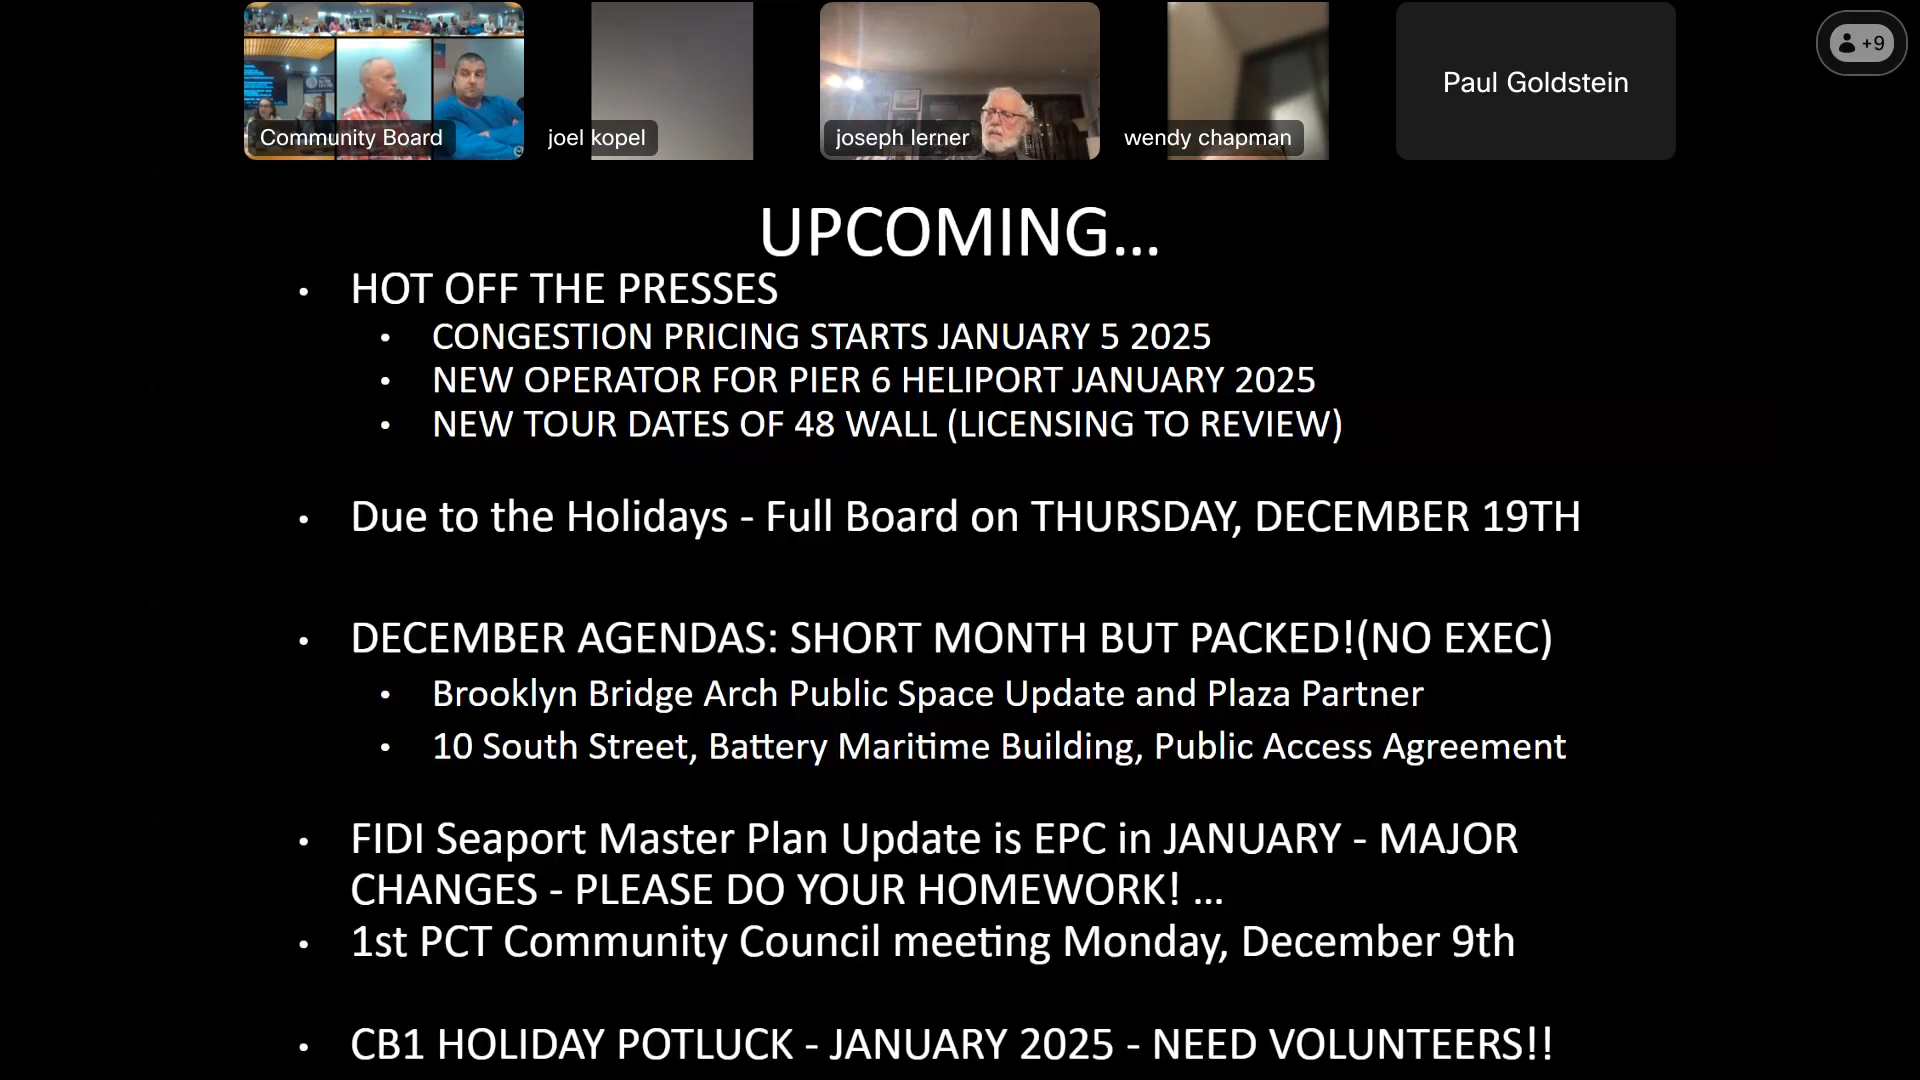 Community Board
joel kopel
joseph lerner
wendy chapman
Paul Goldstein
+9
UPCOMING...
• HOT OFF THE PRESSES
• CONGESTION PRICING STARTS JANUARY 5 2025
• NEW OPERATOR FOR PIER 6 HELIPORT JANUARY 2025
• NEW TOUR DATES OF 48 WALL (LICENSING TO REVIEW)
• Due to the Holidays - Full Board on THURSDAY, DECEMBER 19TH
• DECEMBER AGENDAS: SHORT MONTH BUT PACKED!(NO EXEC)
• Brooklyn Bridge Arch Public Space Update and Plaza Partner
• 10 South Street, Battery Maritime Building, Public Access Agreement
• FIDI Seaport Master Plan Update is EPC in JANUARY - MAJOR
CHANGES - PLEASE DO YOUR HOMEWORK! ...
• 1st PCT Community Council meeting Monday, December 9th
• CB1 HOLIDAY POTLUCK - JANUARY 2025 - NEED VOLUNTEERS!!